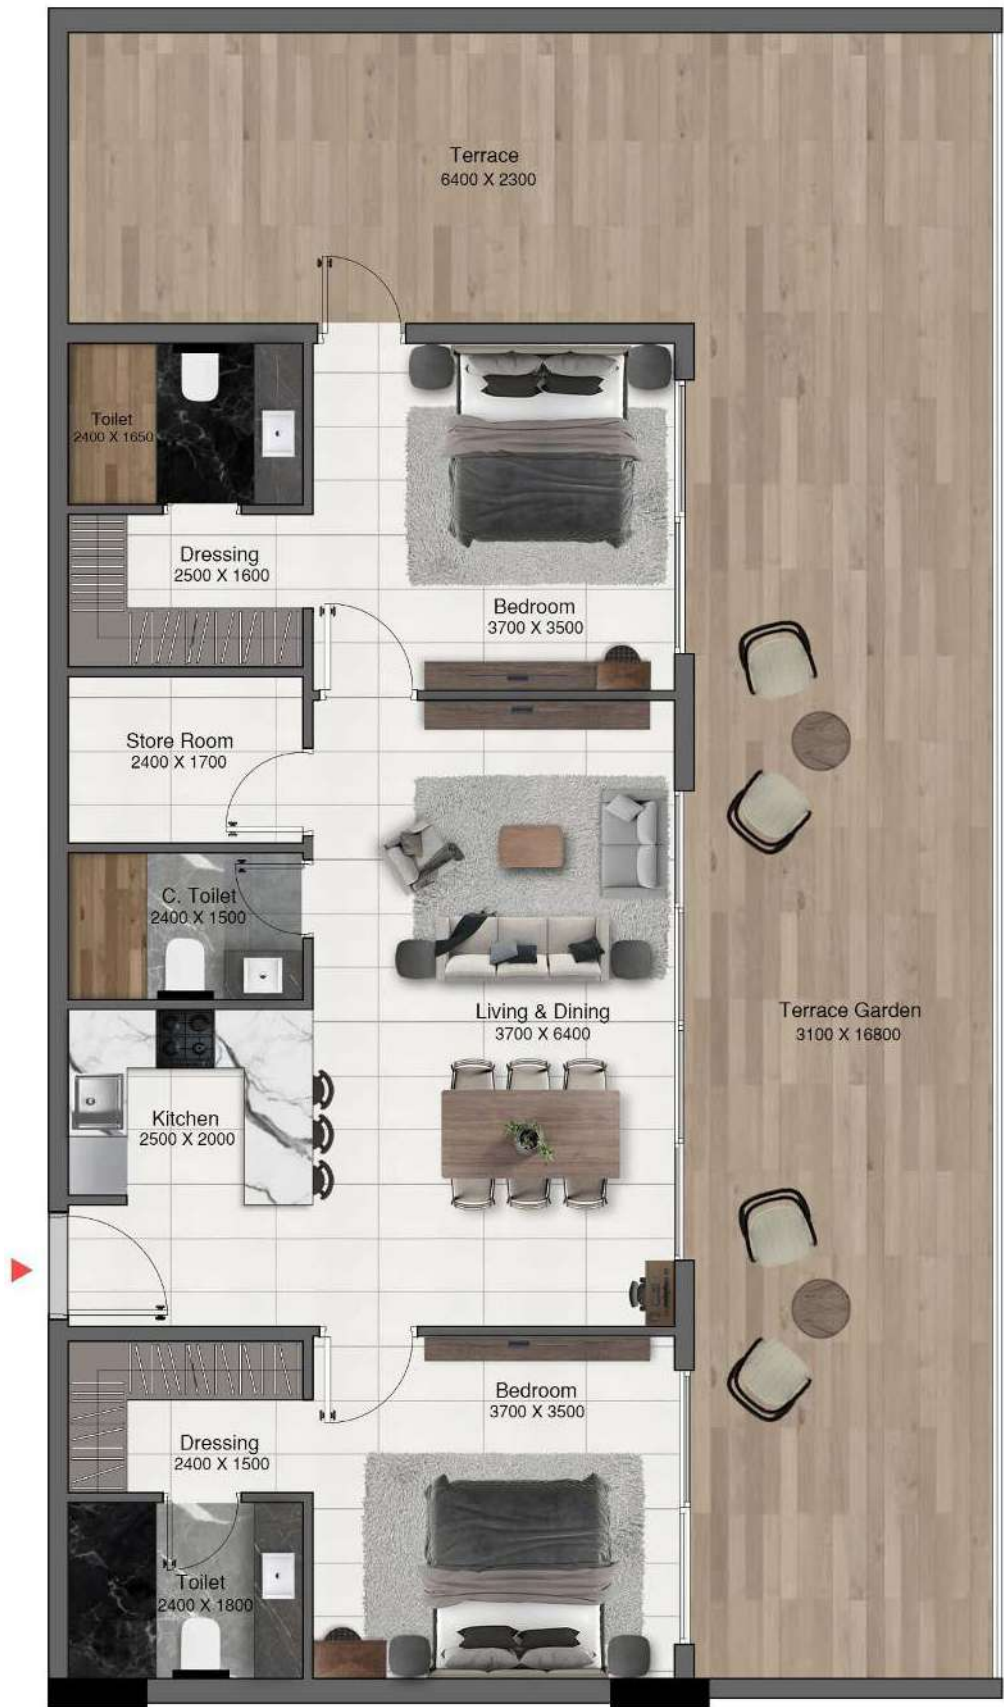 Terrace
6400 X 2300
Toilet
2400 X 1650
Dressing
2500 X 1600
Bedroom
3700 X 3500
Store Room
2400 X 1700
C. Toilet
2400 X 1500
Living & Dining
3700 X 6400
Terrace Garden
3100 X 16800
Kitchen
2500 X 2000
Bedroom
3700 X 3500
Dressing
2400 X 1500
Toilet
2400 X 1800